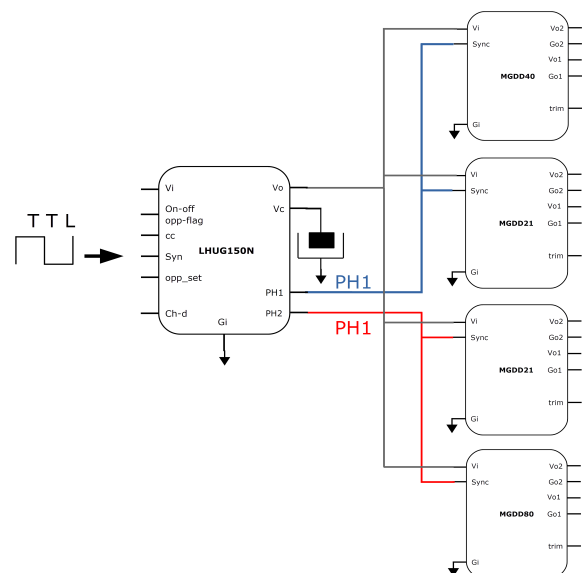 TTL
Vi
On-off
opp-flag
cc
Syn
opp_set
Ch-d
LHUG150N
Gi
Vo
Vc
PH1
PH2
PH1
PH1
Vi
Sync
MGDD40
Gi
Vo2
Go2
Vo1
Go1
trim
Vi
Sync
MGDD21
Gi
Vo2
Go2
Vo1
Go1
trim
Vi
Sync
MGDD21
Gi
Vo2
Go2
Vo1
Go1
trim
Vi
Sync
MGDD80
Gi
Vo2
Go2
Vo1
Go1
trim